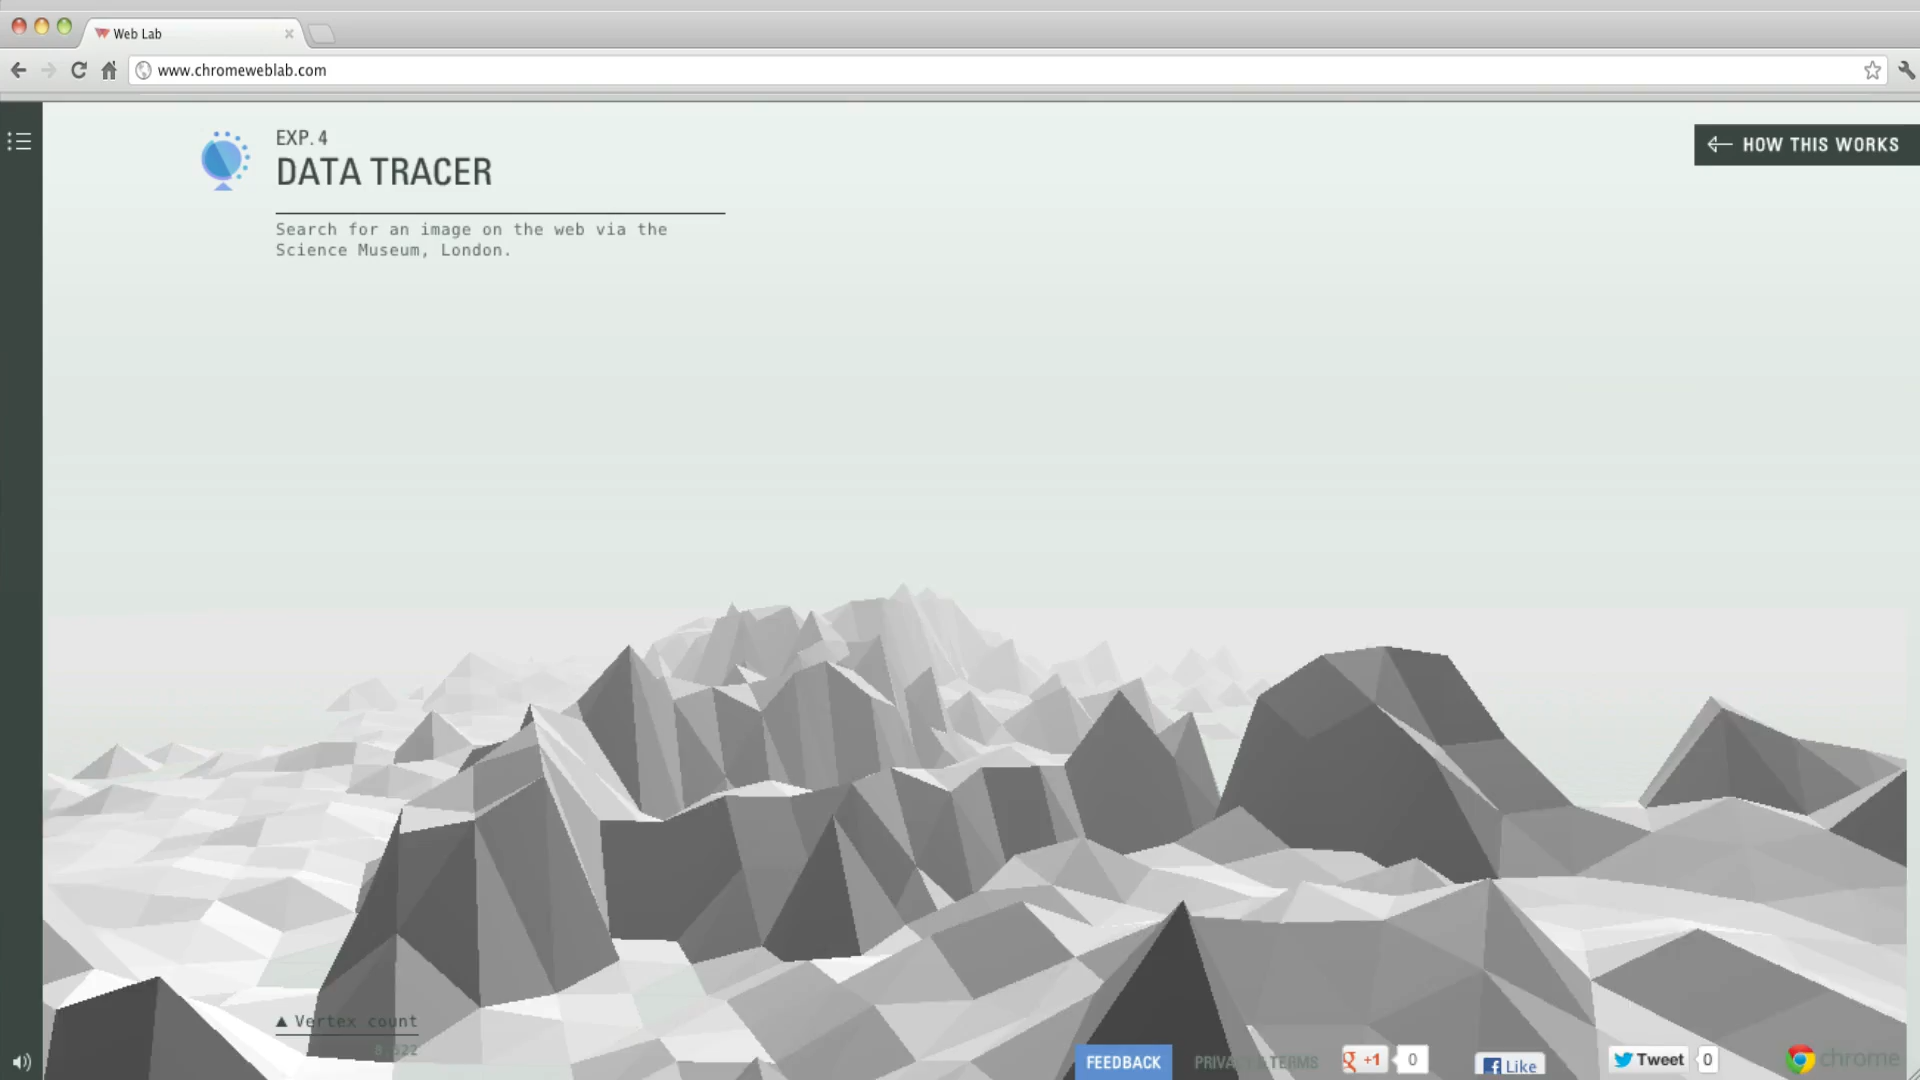 Web Lab
www.chromeweblab.com
EXP. 4
DATA TRACER
HOW THIS WORKS
Search for an image on the web via the
Science Museum, London.
▲ Vertex count
FEEDBACK
PRIVACY & TERMS
+1
0
Like
Tweet
0
chrome